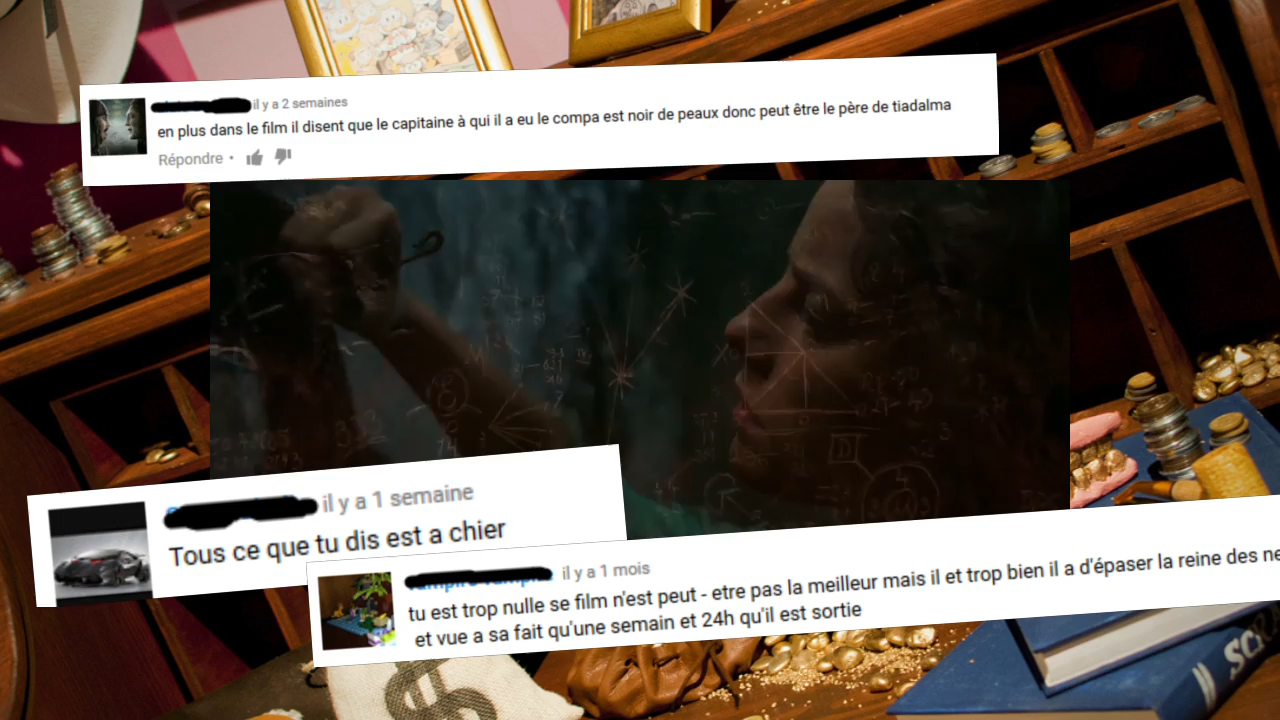 il y a 2 semaines
en plus dans le film il disent que le capitaine à qui il a eu le compa est noir de peaux donc peut être le père de tiadalma
Répondre •
il y a 1 semaine
Tous ce que tu dis est a chier
il y a 1 mois
tu est trop nulle se film n'est peut - etre pas la meilleur mais il et trop bien il a d'épaser la reine des ne
et vue a sa fait qu'une semain et 24h qu'il est sortie
$
SCR